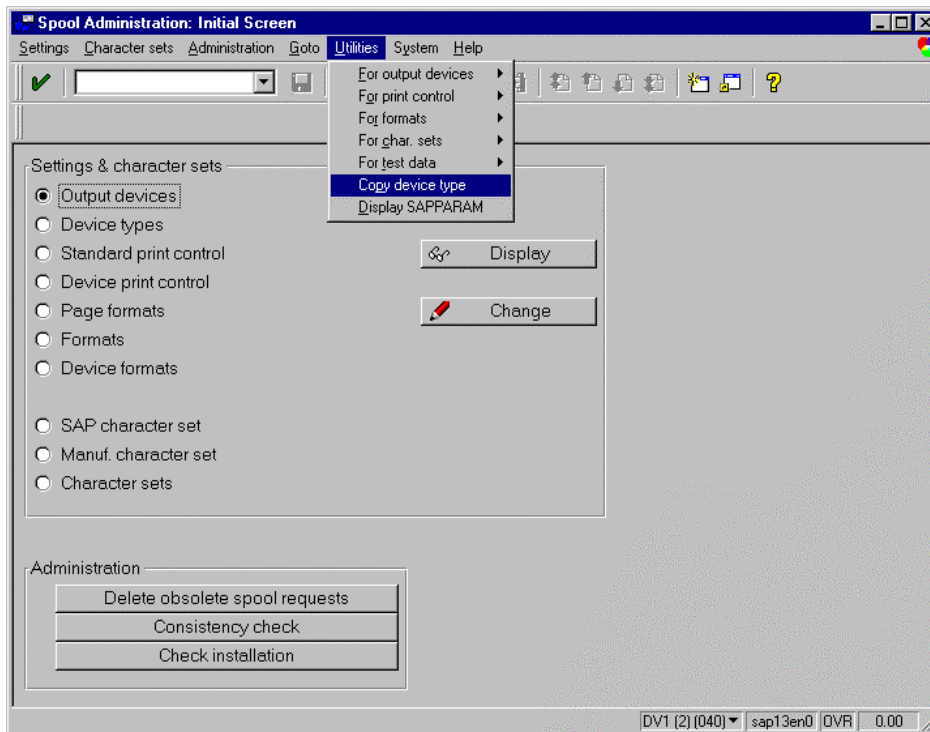 Spool Administration: Initial Screen
Settings Character sets Administration Goto Utilities System Help
For output devices
For print control
For formats
For char. sets
For test data
Copy device type
Display SAPPARAM
Settings & character sets
Output devices
Device types
Standard print control
Device print control
Page formats
Formats
Device formats
SAP character set
Manuf. character set
Character sets
Display
Change
Administration
Delete obsolete spool requests
Consistency check
Check installation
DV1 (2) (040) sap13en0 OVR 0.00